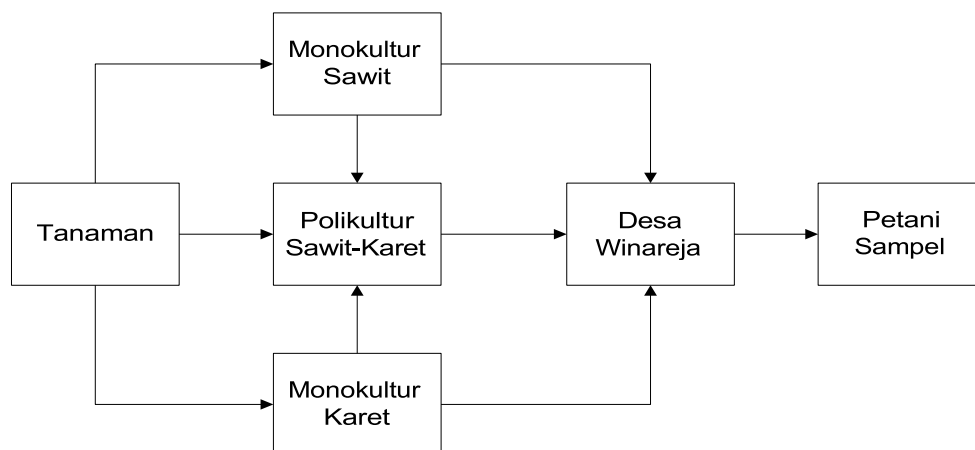 Monokultur
Sawit
Tanaman
Polikultur
Sawit-Karet
Desa
Winareja
Petani
Sampel
Monokultur
Karet